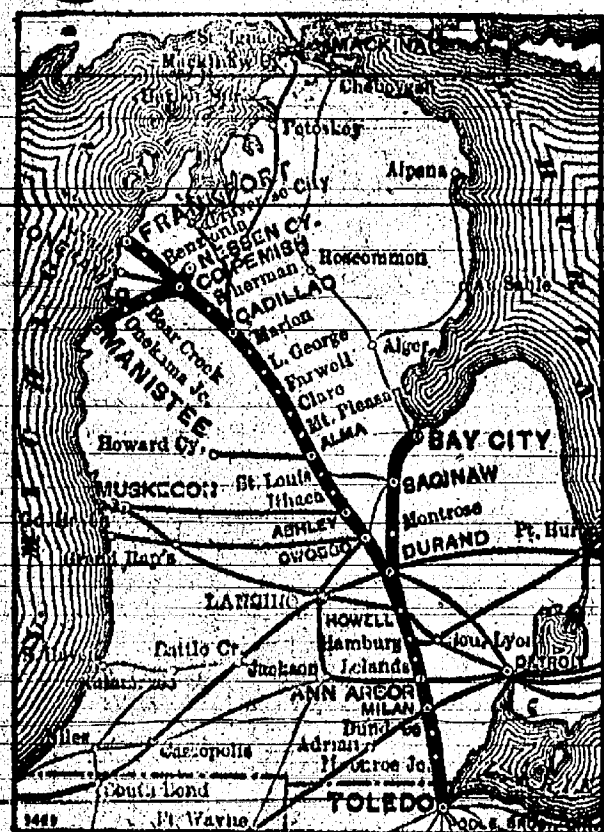 MACKINAC
Cheboygan
Petoskey
Alpena
FRANKFORT
Benzonia
NESSEN CY.
COPEMISH
Sherman
CADILLAC
Roscommon
Au Sable
Bear Creek
Onekama Jc.
MANISTEE
Marion
L. George
Farwell
Clare
Mt. Pleasant
ALMA
Alger
BAY CITY
Howard Cy.
SAGINAW
MUSKEGON
St. Louis
Ithaca
Montrose
ASHLEY
OWOSSO
DURAND
LANSING
HOWELL
Hamburg
Lelands
Battle Cr.
Jackson
DETROIT
ANN ARBOR
MILAN
Niles
Cassopolis
Dundee
Adrian
Monroe Jc.
South Bend
TOLEDO
Ft. Wayne